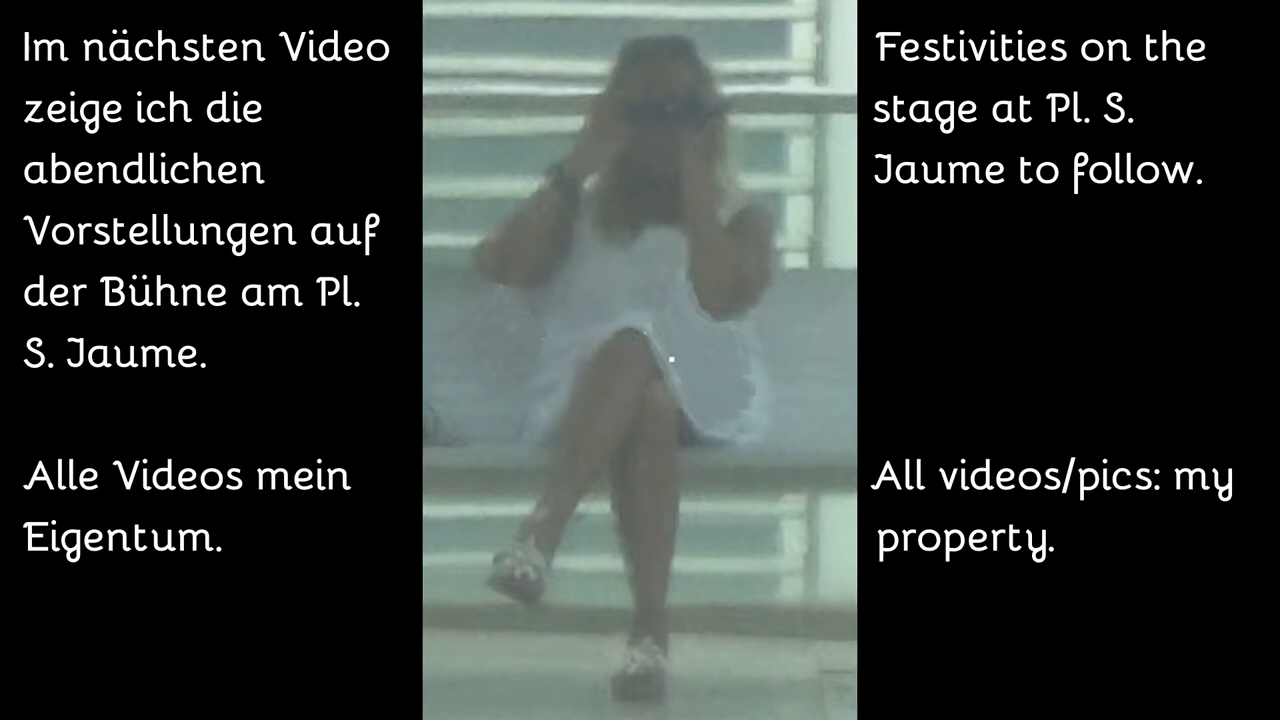 Im nächsten Video
zeige ich die
abendlichen
Vorstellungen auf
der Bühne am Pl.
S. Jaume.
Alle Videos mein
Eigentum.
Festivities on the
stage at Pl. S.
Jaume to follow.
All videos/pics: my
property.